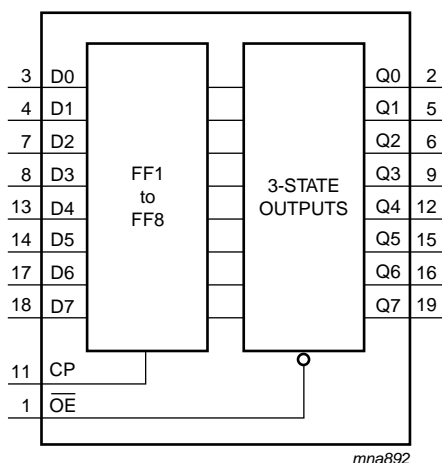 3 D0 Q0 2
4 D1 Q1 5
7 D2 Q2 6
8 D3 Q3 9
13 D4 Q4 12
14 D5 Q5 15
17 D6 Q6 16
18 D7 Q7 19
FF1
to
FF8
3-STATE
OUTPUTS
11 CP
1 O̅E̅
mna892